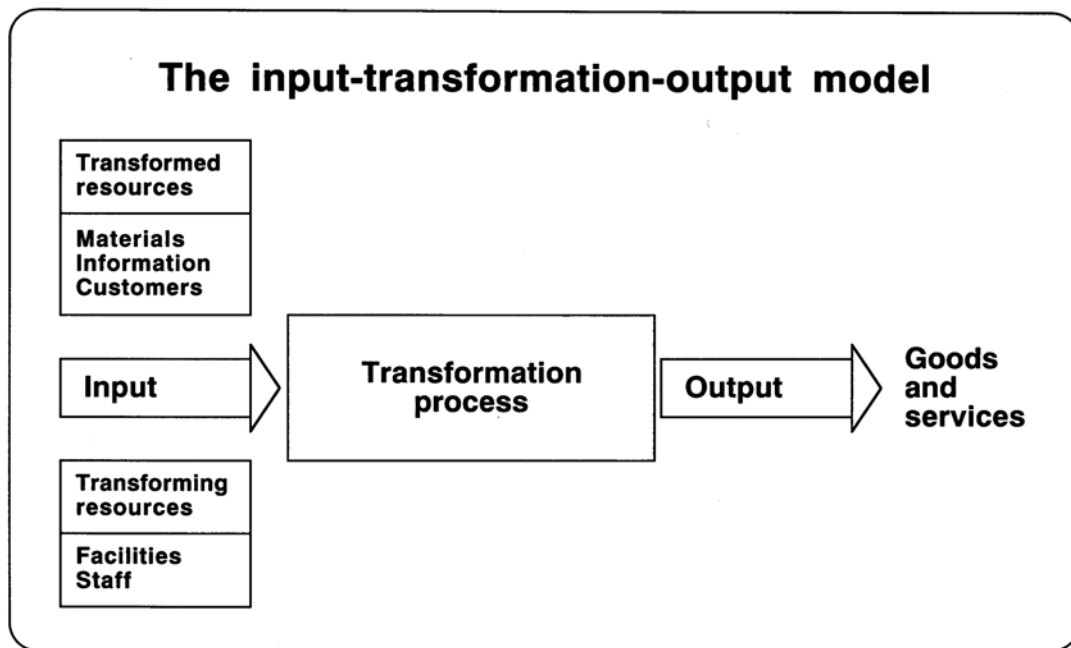 The input-transformation-output model
Transformed
resources
Materials
Information
Customers
Input
Transformation
process
Output
Goods
and
services
Transforming
resources
Facilities
Staff